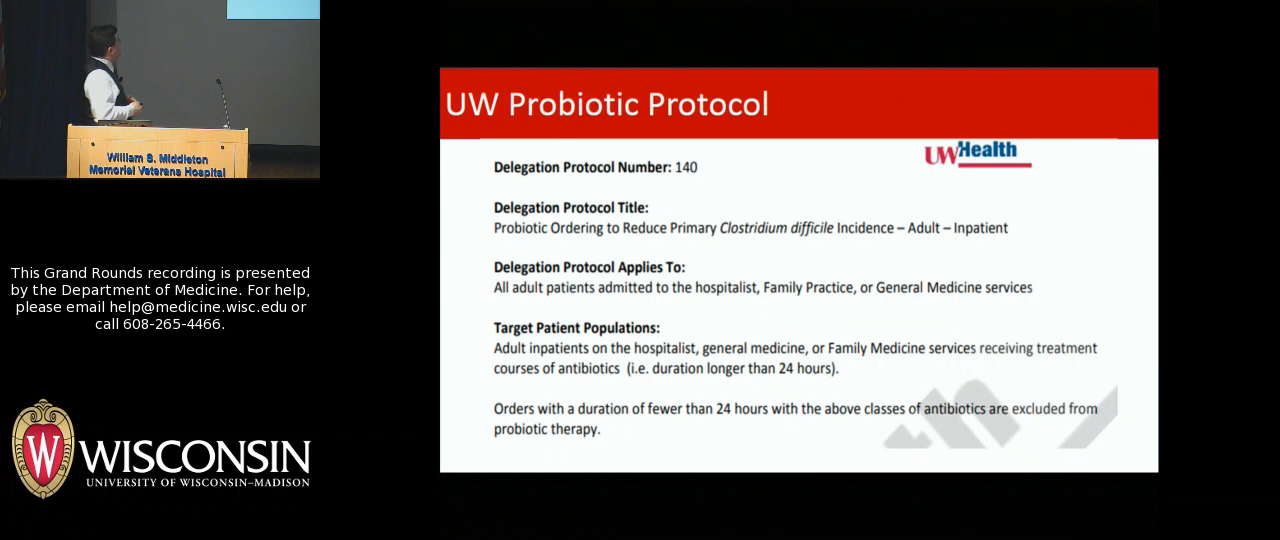 William S. Middleton
Memorial Veterans Hospital
This Grand Rounds recording is presented
by the Department of Medicine. For help,
please email help@medicine.wisc.edu or
call 608-265-4466.
W WISCONSIN
UNIVERSITY OF WISCONSIN–MADISON
UW Probiotic Protocol
UWHealth
Delegation Protocol Number: 140
Delegation Protocol Title:
Probiotic Ordering to Reduce Primary Clostridium difficile Incidence – Adult – Inpatient
Delegation Protocol Applies To:
All adult patients admitted to the hospitalist, Family Practice, or General Medicine services
Target Patient Populations:
Adult inpatients on the hospitalist, general medicine, or Family Medicine services receiving treatment
courses of antibiotics (i.e. duration longer than 24 hours).
Orders with a duration of fewer than 24 hours with the above classes of antibiotics are excluded from
probiotic therapy.